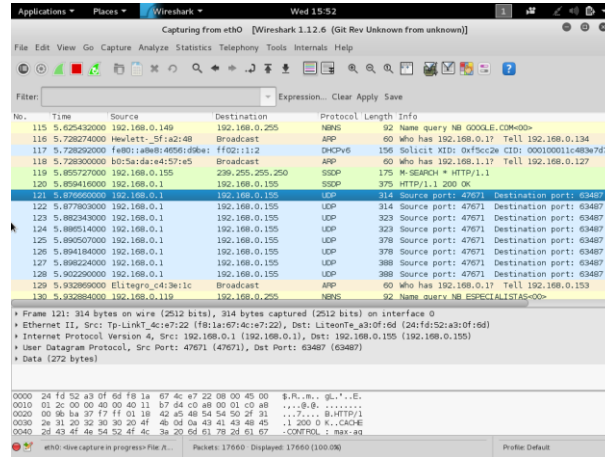 Applications Places Wireshark Wed 15:52 1
Capturing from eth0 [Wireshark 1.12.6 (Git Rev Unknown from unknown)]
File Edit View Go Capture Analyze Statistics Telephony Tools Internals Help
Filter: Expression... Clear Apply Save
No. Time Source Destination Protocol Length Info
115 5.625432000 192.168.0.149 192.168.0.255 NBNS 92 Name query NB GOOGLE.COM<00>
116 5.728274000 Hewlett-_5f:a2:48 Broadcast ARP 60 Who has 192.168.0.1? Tell 192.168.0.134
117 5.728292000 fe80::a8e8:4656:d9be: ff02::1:2 DHCPv6 156 Solicit XID: 0xf5cc2e CID: 000100011c483e7d
118 5.728300000 b0:5a:da:e4:57:e5 Broadcast ARP 60 Who has 192.168.1.1? Tell 192.168.0.127
119 5.855727000 192.168.0.155 239.255.255.250 SSDP 175 M-SEARCH * HTTP/1.1
120 5.859416000 192.168.0.1 192.168.0.155 SSDP 375 HTTP/1.1 200 OK
121 5.876660000 192.168.0.1 192.168.0.155 UDP 314 Source port: 47671 Destination port: 63487
122 5.877803000 192.168.0.1 192.168.0.155 UDP 314 Source port: 47671 Destination port: 63487
123 5.882343000 192.168.0.1 192.168.0.155 UDP 323 Source port: 47671 Destination port: 63487
124 5.886514000 192.168.0.1 192.168.0.155 UDP 323 Source port: 47671 Destination port: 63487
125 5.890507000 192.168.0.1 192.168.0.155 UDP 378 Source port: 47671 Destination port: 63487
126 5.894184000 192.168.0.1 192.168.0.155 UDP 378 Source port: 47671 Destination port: 63487
127 5.898224000 192.168.0.1 192.168.0.155 UDP 388 Source port: 47671 Destination port: 63487
128 5.902290000 192.168.0.1 192.168.0.155 UDP 388 Source port: 47671 Destination port: 63487
129 5.932869000 Elitegro_c4:3e:1c Broadcast ARP 60 Who has 192.168.0.1? Tell 192.168.0.153
130 5.932884000 192.168.0.119 192.168.0.255 NBNS 92 Name query NB ESPECIALISTAS<00>
Frame 121: 314 bytes on wire (2512 bits), 314 bytes captured (2512 bits) on interface 0
Ethernet II, Src: Tp-LinkT_4c:e7:22 (f8:1a:67:4c:e7:22), Dst: LiteonTe_a3:0f:6d (24:fd:52:a3:0f:6d)
Internet Protocol Version 4, Src: 192.168.0.1 (192.168.0.1), Dst: 192.168.0.155 (192.168.0.155)
User Datagram Protocol, Src Port: 47671 (47671), Dst Port: 63487 (63487)
Data (272 bytes)
0000 24 fd 52 a3 0f 6d f8 1a 67 4c e7 22 08 00 45 00 $.R..m.. gL."..E.
0010 01 2c 00 00 40 00 40 11 b7 d4 c0 a8 00 01 c0 a8 .,..@.@. ........
0020 00 9b ba 37 f7 ff 01 18 42 a5 48 54 54 50 2f 31 ...7.... B.HTTP/1
0030 2e 31 20 32 30 30 20 4f 4b 0d 0a 43 41 43 48 45 .1 200 O K..CACHE
0040 2d 43 4f 4e 54 52 4f 4c 3a 20 6d 61 78 2d 61 67 -CONTROL : max-ag
eth0: <live capture in progress> File: /t... Packets: 17660 · Displayed: 17660 (100.0%) Profile: Default